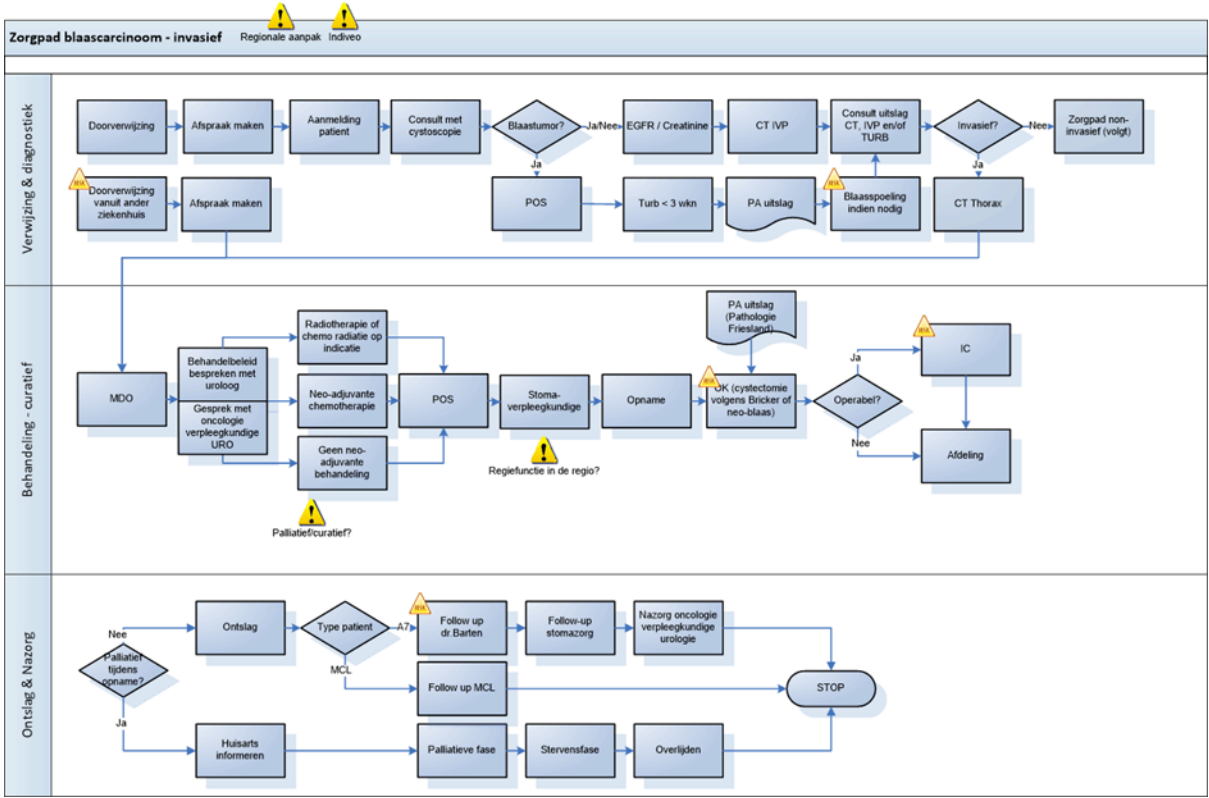 Zorgpad blaascarcinoom - invasief
Regionale aanpak
Indiveo
Verwijzing & diagnostiek
Doorverwijzing
Afspraak maken
Aanmelding
patient
Consult met
cystoscopie
Blaastumor?
Ja/Nee
EGFR / Creatinine
CT IVP
Consult uitslag
CT, IVP en/of
TURB
Invasief?
Nee
Zorgpad non-
invasief (volgt)
Ja
Ja
Doorverwijzing
vanuit ander
ziekenhuis
Afspraak maken
POS
Turb < 3 wkn
PA uitslag
Blaasspoeling
indien nodig
CT Thorax
Behandeling - curatief
MDO
Behandelbeleid
bespreken met
uroloog
Gesprek met
oncologie
verpleegkundige
URO
Radiotherapie of
chemo radiatie op
indicatie
Neo-adjuvante
chemotherapie
Geen neo-
adjuvante
behandeling
Palliatief/curatief?
POS
Stoma-
verpleegkundige
Regiefunctie in de regio?
Opname
PA uitslag
(Pathologie
Friesland)
OK (cystectomie
volgens Bricker of
neo-blaas)
Operabel?
Ja
Nee
IC
Afdeling
Ontslag & Nazorg
Palliatief
tijdens
opname?
Nee
Ja
Ontslag
Type patient
A7
MCL
Follow up
dr.Barten
Follow-up
stomazorg
Nazorg oncologie
verpleegkundige
urologie
Follow up MCL
STOP
Huisarts
informeren
Palliatieve fase
Stervensfase
Overlijden